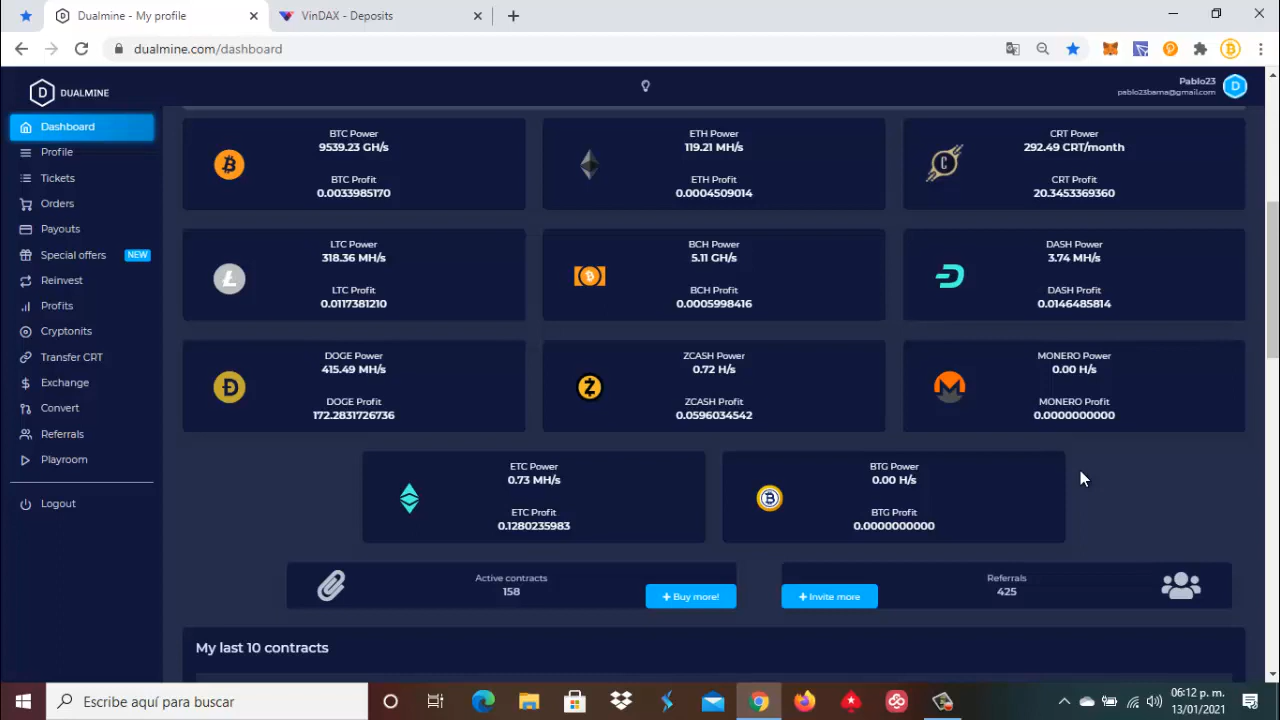 Dualmine - My profile
VinDAX - Deposits
dualmine.com/dashboard
DUALMINE
Pablo23
pablo23bama@gmail.com
Dashboard
Profile
Tickets
Orders
Payouts
Special offers NEW
Reinvest
Profits
Cryptonits
Transfer CRT
Exchange
Convert
Referrals
Playroom
Logout
BTC Power
9539.23 GH/s
BTC Profit
0.0033985170
ETH Power
119.21 MH/s
ETH Profit
0.0004509014
CRT Power
292.49 CRT/month
CRT Profit
20.3453369360
LTC Power
318.36 MH/s
LTC Profit
0.0117381210
BCH Power
5.11 GH/s
BCH Profit
0.0005998416
DASH Power
3.74 MH/s
DASH Profit
0.0146485814
DOGE Power
415.49 MH/s
DOGE Profit
172.2831726736
ZCASH Power
0.72 H/s
ZCASH Profit
0.0596034542
MONERO Power
0.00 H/s
MONERO Profit
0.0000000000
ETC Power
0.73 MH/s
ETC Profit
0.1280235983
BTG Power
0.00 H/s
BTG Profit
0.0000000000
Active contracts
158
+ Buy more!
Referrals
425
+ Invite more
My last 10 contracts
Escribe aquí para buscar
06:12 p. m.
13/01/2021